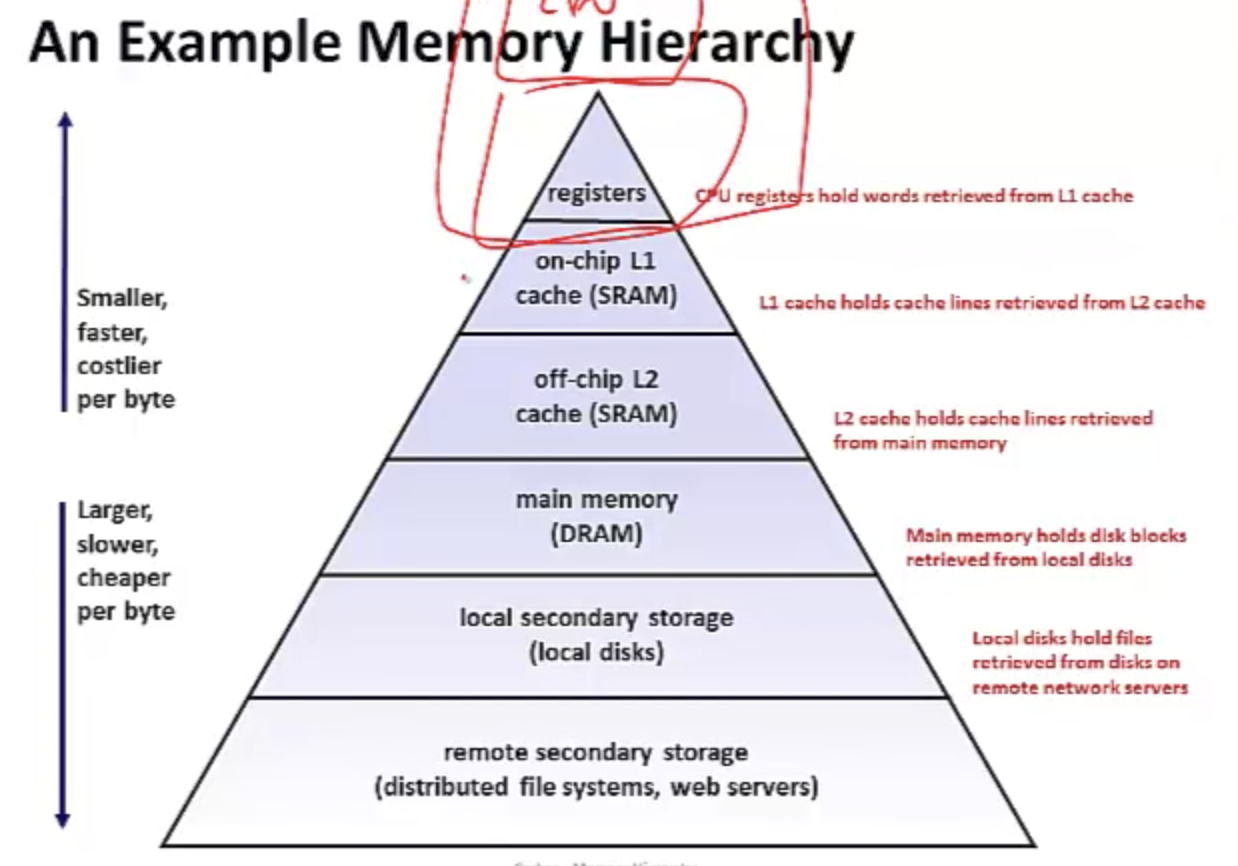 An Example Memory Hierarchy
registers
CPU registers hold words retrieved from L1 cache
on-chip L1
cache (SRAM)
L1 cache holds cache lines retrieved from L2 cache
Smaller,
faster,
costlier
per byte
off-chip L2
cache (SRAM)
L2 cache holds cache lines retrieved
from main memory
Larger,
slower,
cheaper
per byte
main memory
(DRAM)
Main memory holds disk blocks
retrieved from local disks
local secondary storage
(local disks)
Local disks hold files
retrieved from disks on
remote network servers
remote secondary storage
(distributed file systems, web servers)